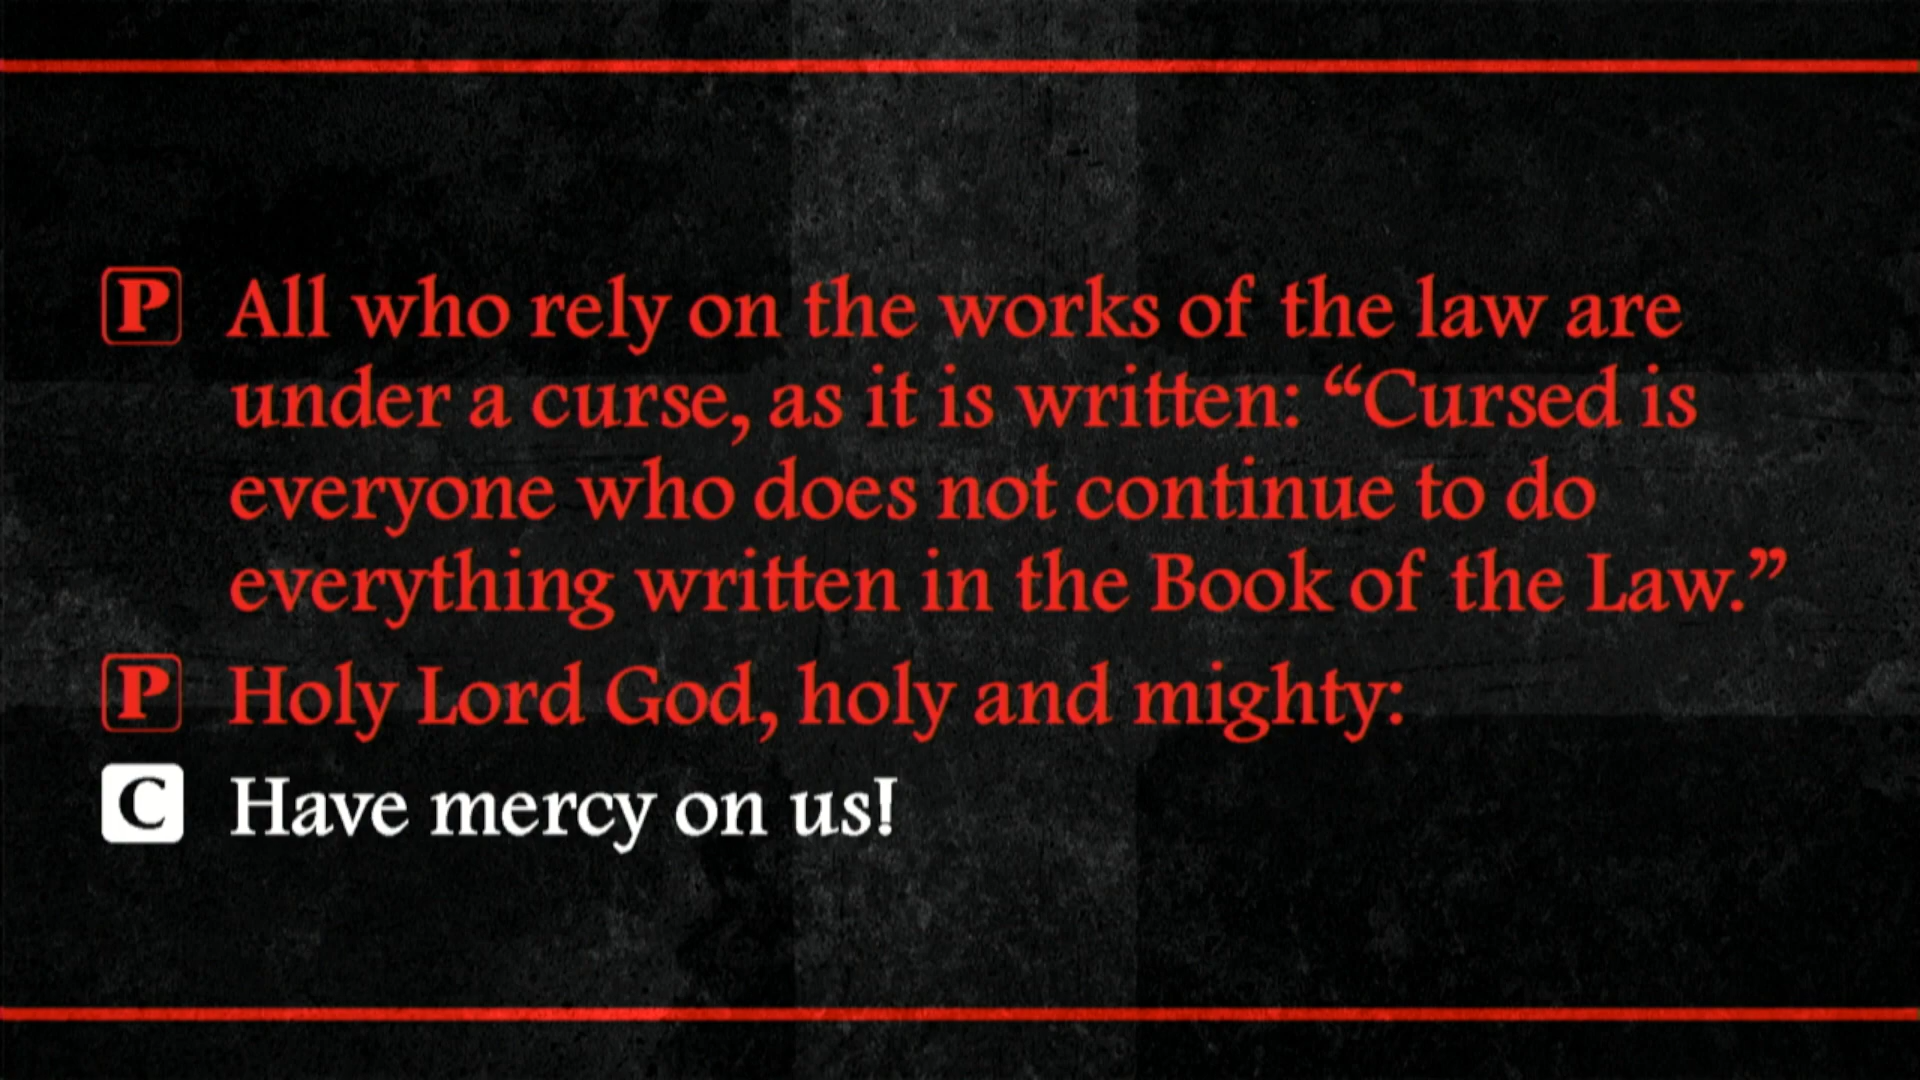 P All who rely on the works of the law are
under a curse, as it is written: “Cursed is
everyone who does not continue to do
everything written in the Book of the Law.”
P Holy Lord God, holy and mighty:
C Have mercy on us!